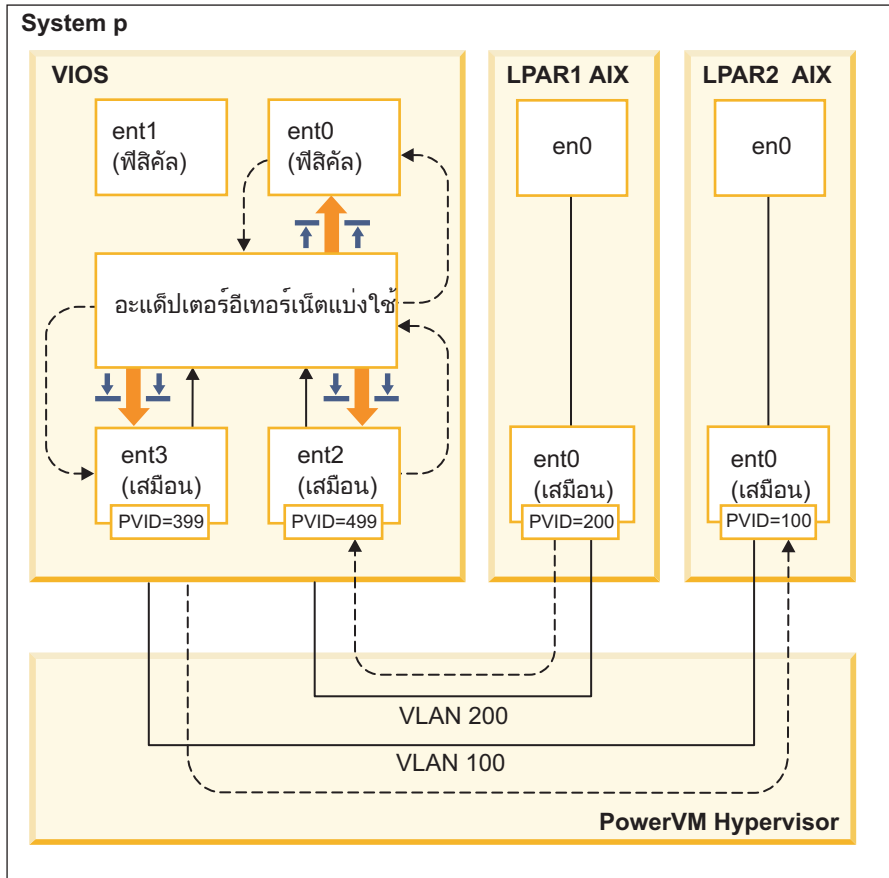 System p
VIOS
ent1
(ฟิสิคัล)
ent0
(ฟิสิคัล)
อะแด็ปเตอร์อีเทอร์เน็ตแบ่งใช้
ent3
(เสมือน)
PVID=399
ent2
(เสมือน)
PVID=499
LPAR1 AIX
en0
ent0
(เสมือน)
PVID=200
LPAR2 AIX
en0
ent0
(เสมือน)
PVID=100
VLAN 200
VLAN 100
PowerVM Hypervisor